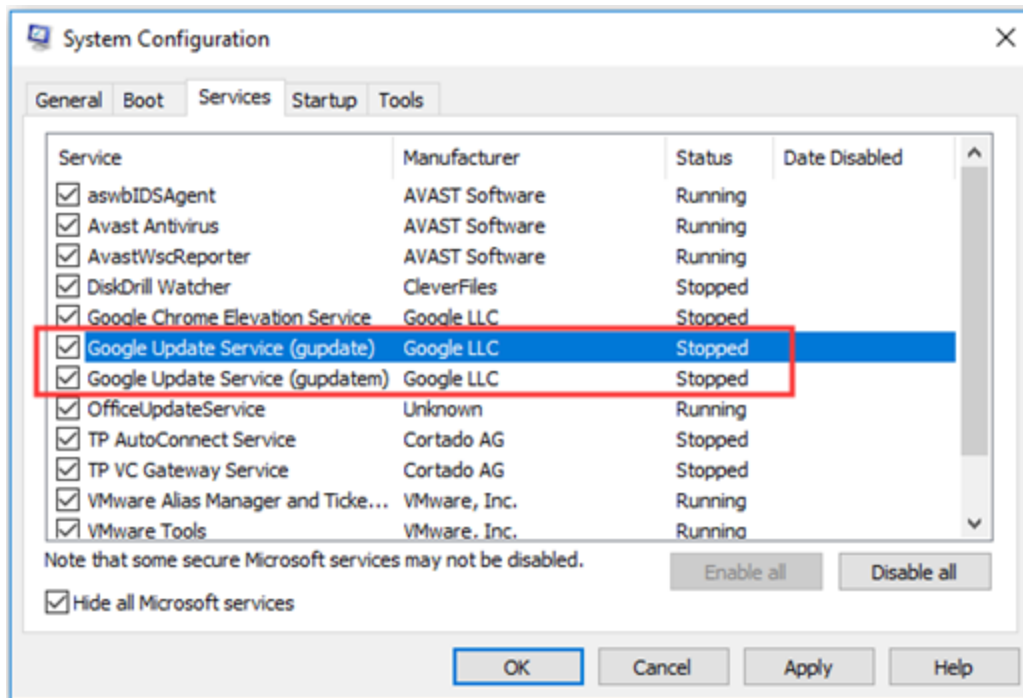 System Configuration
General Boot Services Startup Tools
Service Manufacturer Status Date Disabled
aswbIDSAgent AVAST Software Running
Avast Antivirus AVAST Software Running
AvastWscReporter AVAST Software Running
DiskDrill Watcher CleverFiles Stopped
Google Chrome Elevation Service Google LLC Stopped
Google Update Service (gupdate) Google LLC Stopped
Google Update Service (gupdatem) Google LLC Stopped
OfficeUpdateService Unknown Running
TP AutoConnect Service Cortado AG Stopped
TP VC Gateway Service Cortado AG Stopped
VMware Alias Manager and Ticke... VMware, Inc. Running
VMware Tools VMware, Inc. Running
Note that some secure Microsoft services may not be disabled.
Enable all Disable all
Hide all Microsoft services
OK Cancel Apply Help